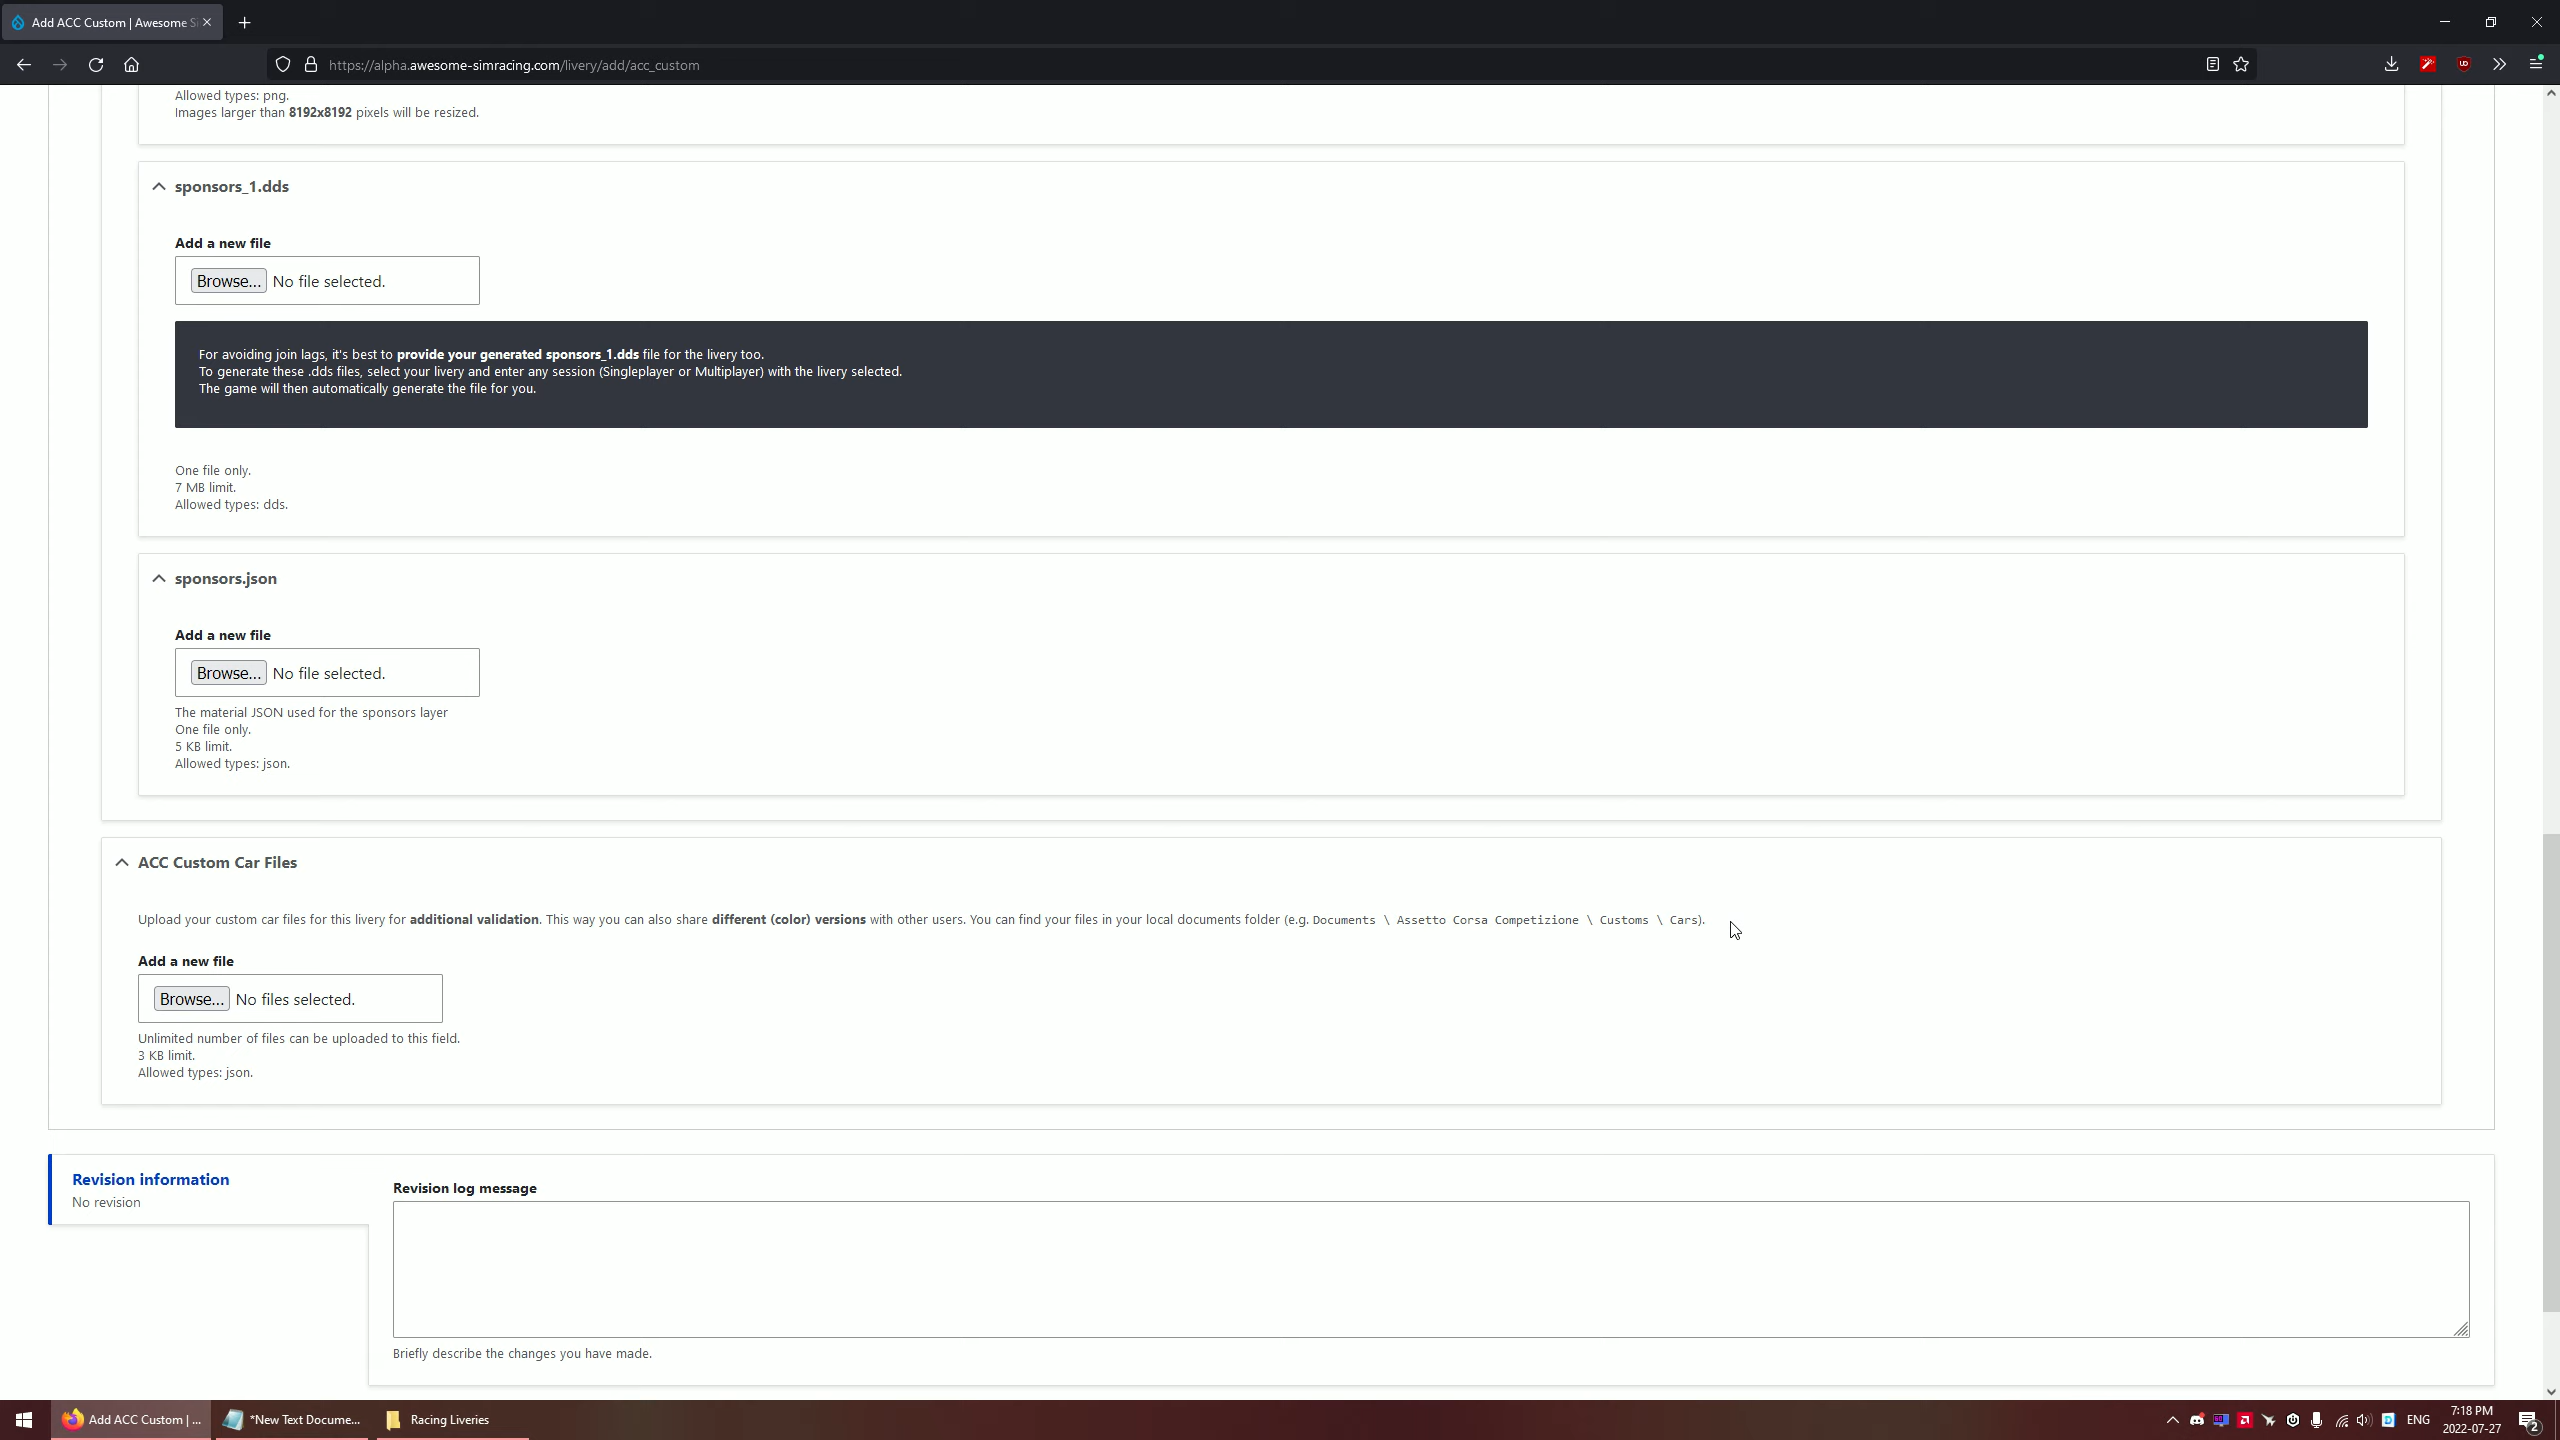 Add ACC Custom | Awesome Si
https://alpha.awesome-simracing.com/livery/add/acc_custom
Allowed types: png.
Images larger than 8192x8192 pixels will be resized.
sponsors_1.dds
Add a new file
Browse... No file selected.
For avoiding join lags, it's best to provide your generated sponsors_1.dds file for the livery too.
To generate these .dds files, select your livery and enter any session (Singleplayer or Multiplayer) with the livery selected.
The game will then automatically generate the file for you.
One file only.
7 MB limit.
Allowed types: dds.
sponsors.json
Add a new file
Browse... No file selected.
The material JSON used for the sponsors layer
One file only.
5 KB limit.
Allowed types: json.
ACC Custom Car Files
Upload your custom car files for this livery for additional validation. This way you can also share different (color) versions with other users. You can find your files in your local documents folder (e.g. Documents \ Assetto Corsa Competizione \ Customs \ Cars).
Add a new file
Browse... No files selected.
Unlimited number of files can be uploaded to this field.
3 KB limit.
Allowed types: json.
Revision information
No revision
Revision log message
Briefly describe the changes you have made.
Add ACC Custom | ...
*New Text Docume...
Racing Liveries
ENG
7:18 PM
2022-07-27
2